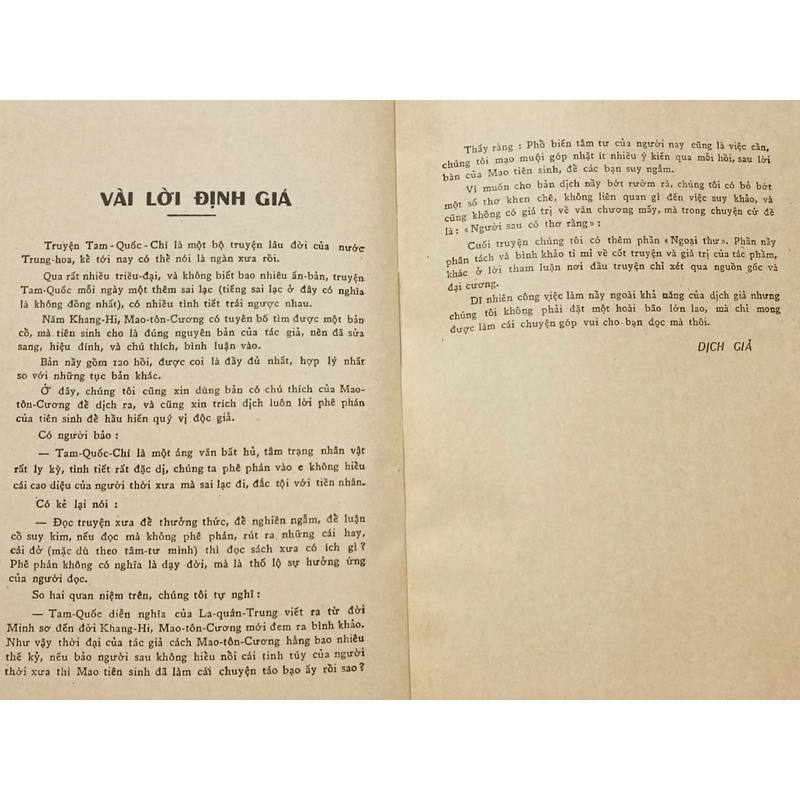 VÀI LỜI ĐỊNH GIÁ
Truyện Tam-Quốc-Chí là một bộ truyện lâu đời của nước
Trung-hoa, kể tới nay có thể nói là ngàn xưa rồi.
Qua rất nhiều triều-đại, và không biết bao nhiêu ấn-bản, truyện
Tam-Quốc mỗi ngày một thêm sai lạc (tiếng sai lạc ở đây có nghĩa
là không đồng nhất), có nhiều tình tiết trái ngược nhau.
Năm Khang-Hi, Mao-tôn-Cương có tuyên bố tìm được một bản
cổ, mà tiên sinh cho là đúng nguyên bản của tác giả, nên đã sửa
sang, hiệu đính, và chú thích, bình luận vào.
Bản này gồm 120 hồi, được coi là đầy đủ nhất, hợp lý nhất
so với những tục bản khác.
Ở đây, chúng tôi cũng xin dùng bản có chú thích của Mao-
tôn-Cương để dịch ra, và cũng xin trích dịch luôn lời phê phán
của tiên sinh để hầu hiến quý vị độc giả.
Có người bảo :
— Tam-Quốc-Chí là một áng văn bất hủ, tâm trạng nhân vật
rất ly kỳ, tình tiết rất đặc dị, chúng ta phê phán vào e không hiểu
cái cao diệu của người thời xưa mà sai lạc đi, đắc tội với tiền nhân.
Có kẻ lại nói :
— Đọc truyện xưa để thưởng thức, để nghiền ngẫm, để luận
cổ suy kim, nếu đọc mà không phê phán, rút ra những cái hay,
cái dở (mặc dù theo tâm-tư mình) thì đọc sách xưa có ích gì ?
Phê phán không có nghĩa là dạy đời, mà là thổ lộ sự hưởng ứng
của người đọc.
So hai quan niệm trên, chúng tôi tự nghĩ :
— Tam-Quốc diễn nghĩa của La-quán-Trung viết ra từ đời
Minh sơ đến đời Khang-Hi, Mao-tôn-Cương mới đem ra bình khảo.
Như vậy thời đại của tác giả cách Mao-tôn-Cương hằng bao nhiêu
thế kỷ, nếu bảo người sau không hiểu nổi cái tinh túy của người
thời xưa thì Mao tiên sinh đã làm cái chuyện táo bạo ấy rồi sao ?
Thấy rằng : Phổ biến tâm tư của người nay cũng là việc cần,
chúng tôi mạo muội góp nhặt ít nhiều ý kiến qua mỗi hồi, sau lời
bàn của Mao tiên sinh, để các bạn suy ngẫm.
Vì muốn cho bản dịch này bớt rườm rà, chúng tôi có bỏ bớt
một số thơ khen chê, không liên quan gì đến việc suy khảo, và
cũng không có giá trị về văn chương mấy, mà trong chuyện cứ đề
là : «Người sau có thơ rằng» :
Cuối truyện chúng tôi có thêm phần «Ngoại thư». Phần nầy
phân tách và bình khảo tỉ mỉ về cốt truyện và giá trị của tác phẩm,
khác ở lời tham luận nơi đầu truyện chỉ xét qua nguồn gốc và
đại cương.
Dĩ nhiên công việc làm nầy ngoài khả năng của dịch giả nhưng
chúng tôi không phải đặt một hoài bão lớn lao, mà chỉ mong
được làm cái chuyện góp vui cho bạn đọc mà thôi.
DỊCH GIẢ